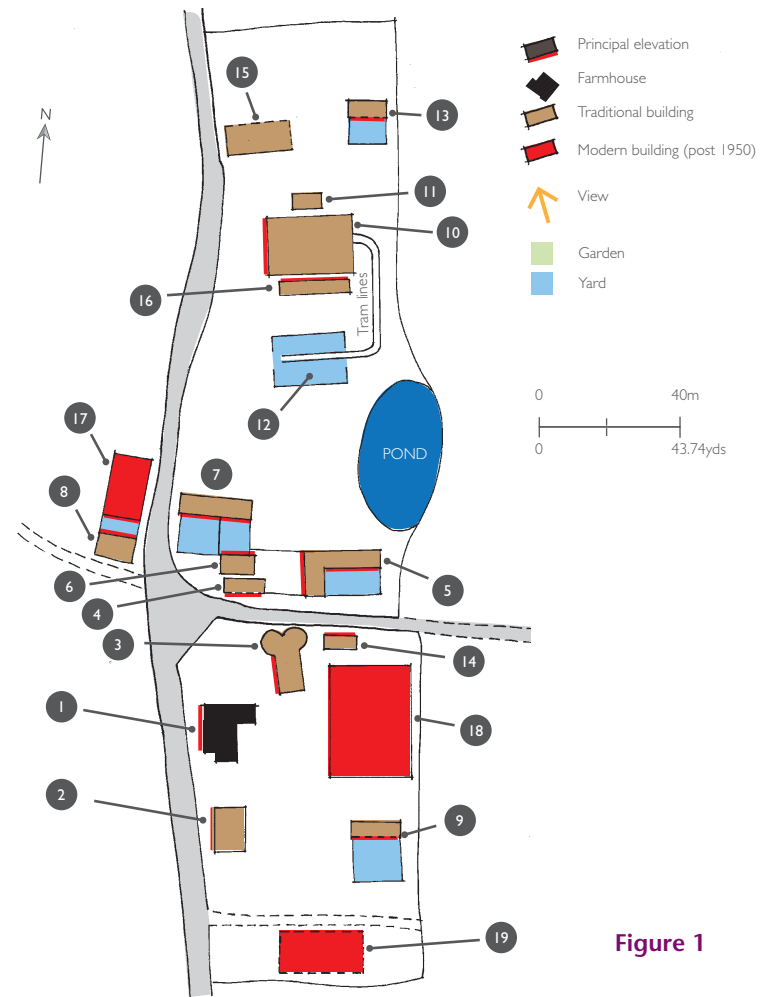 N
15
13
11
10
16
Tram lines
12
17
8
7
POND
6
4
5
3
14
1
18
2
9
19
Principal elevation
Farmhouse
Traditional building
Modern building (post 1950)
View
Garden
Yard
0 40m
0 43.74yds
Figure 1